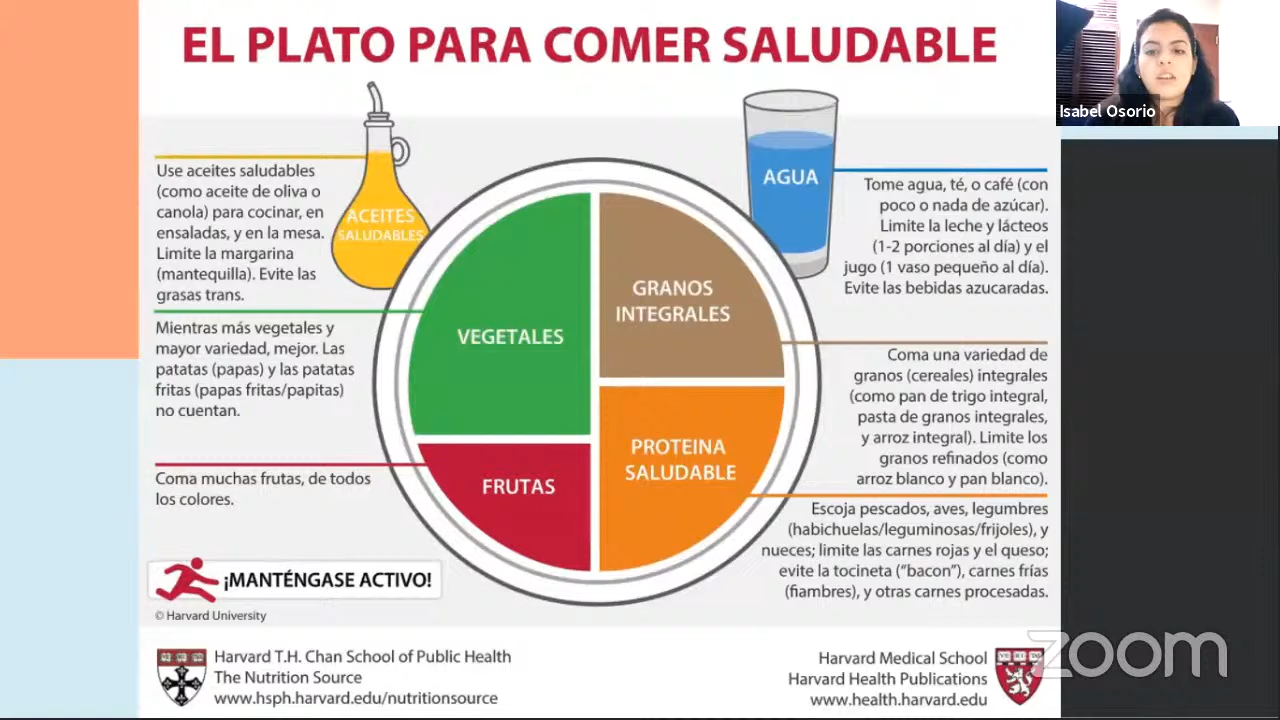 EL PLATO PARA COMER SALUDABLE
Isabel Osorio
Use aceites saludables
(como aceite de oliva o
canola) para cocinar, en
ensaladas, y en la mesa.
Limite la margarina
(mantequilla). Evite las
grasas trans.
ACEITES
SALUDABLES
AGUA
Tome agua, té, o café (con
poco o nada de azúcar).
Limite la leche y lácteos
(1-2 porciones al día) y el
jugo (1 vaso pequeño al día).
Evite las bebidas azucaradas.
Mientras más vegetales y
mayor variedad, mejor. Las
patatas (papas) y las patatas
fritas (papas fritas/papitas)
no cuentan.
VEGETALES
GRANOS
INTEGRALES
Coma una variedad de
granos (cereales) integrales
(como pan de trigo integral,
pasta de granos integrales,
y arroz integral). Limite los
granos refinados (como
arroz blanco y pan blanco).
Coma muchas frutas, de todos
los colores.
FRUTAS
PROTEINA
SALUDABLE
Escoja pescados, aves, legumbres
(habichuelas/leguminosas/frijoles), y
nueces; limite las carnes rojas y el queso;
evite la tocineta (“bacon”), carnes frías
(fiambres), y otras carnes procesadas.
¡MANTÉNGASE ACTIVO!
© Harvard University
Harvard T.H. Chan School of Public Health
The Nutrition Source
www.hsph.harvard.edu/nutritionsource
Harvard Medical School
Harvard Health Publications
www.health.harvard.edu
VE RI TAS
zoom